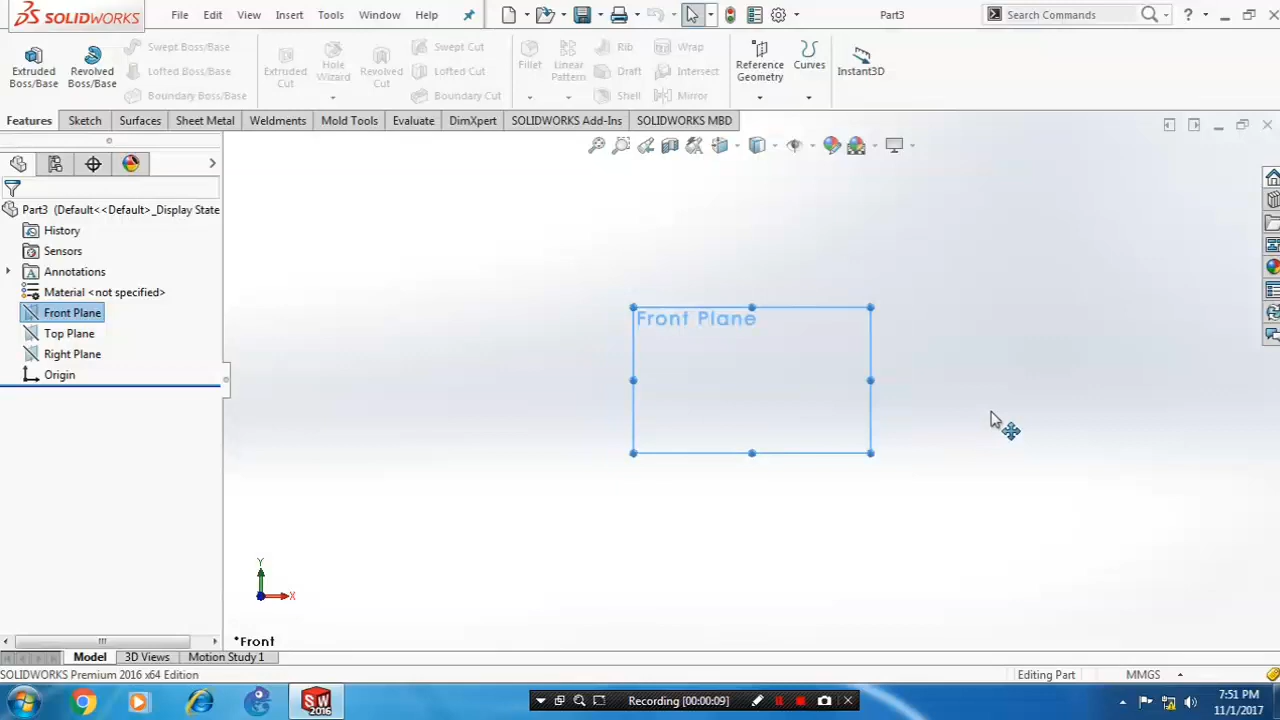 SOLIDWORKS File Edit View Insert Tools Window Help Part3 Search Commands ?
Extruded Boss/Base
Revolved Boss/Base
Swept Boss/Base
Lofted Boss/Base
Boundary Boss/Base
Extruded Cut
Hole Wizard
Revolved Cut
Swept Cut
Lofted Cut
Boundary Cut
Fillet
Linear Pattern
Rib
Draft
Shell
Wrap
Intersect
Mirror
Reference Geometry
Curves
Instant3D
Features Sketch Surfaces Sheet Metal Weldments Mold Tools Evaluate DimXpert SOLIDWORKS Add-Ins SOLIDWORKS MBD
Part3 (Default<<Default>_Display State
History
Sensors
Annotations
Material <not specified>
Front Plane
Top Plane
Right Plane
Origin
Front Plane
Y
X
*Front
Model 3D Views Motion Study 1
SOLIDWORKS Premium 2016 x64 Edition Editing Part MMGS
SW 2016
Recording [00:00:09]
7:51 PM
11/1/2017